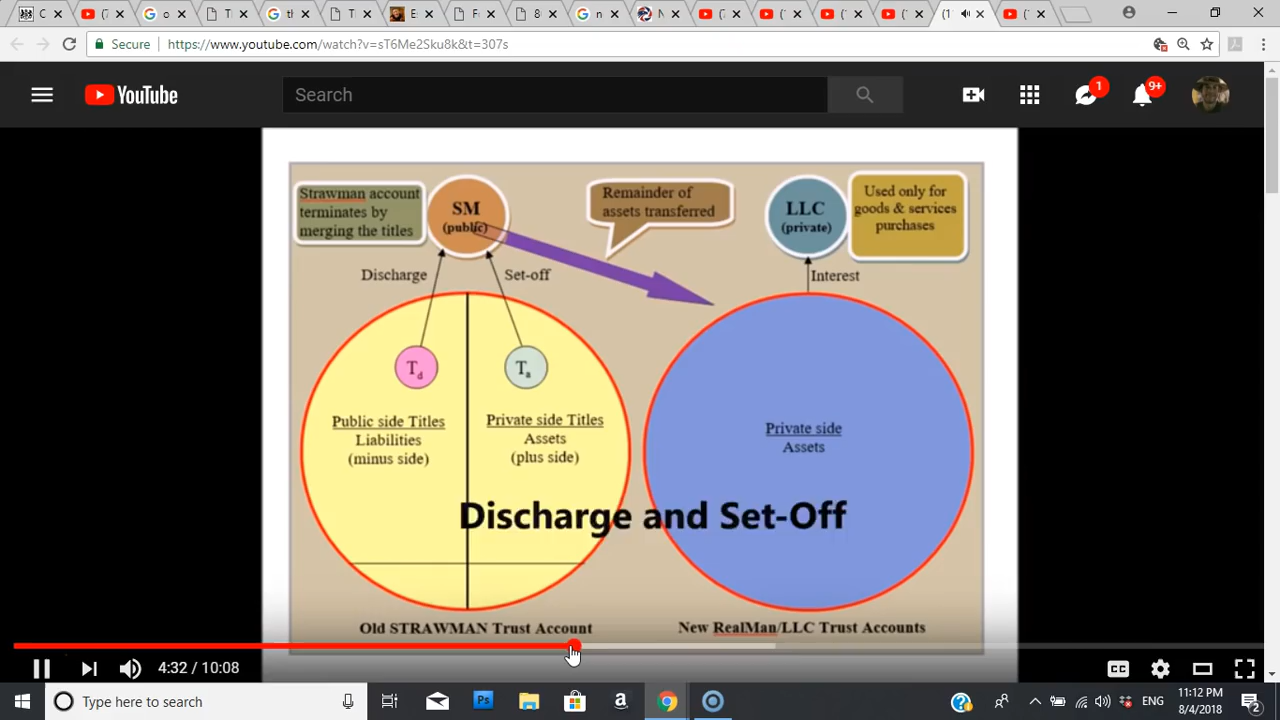 Secure
https://www.youtube.com/watch?v=sT6Me2Sku8k&t=307s
YouTube
Search
1
9+
Strawman account
terminates by
merging the titles
SM
(public)
Remainder of
assets transferred
LLC
(private)
Used only for
goods & services
purchases
Discharge
Set-off
Interest
Td
Ta
Public side Titles
Liabilities
(minus side)
Private side Titles
Assets
(plus side)
Private side
Assets
Discharge and Set-Off
Old STRAWMAN Trust Account
New RealMan/LLC Trust Accounts
4:32 / 10:08
CC
Type here to search
Ps
a
ENG
11:12 PM
8/4/2018
2